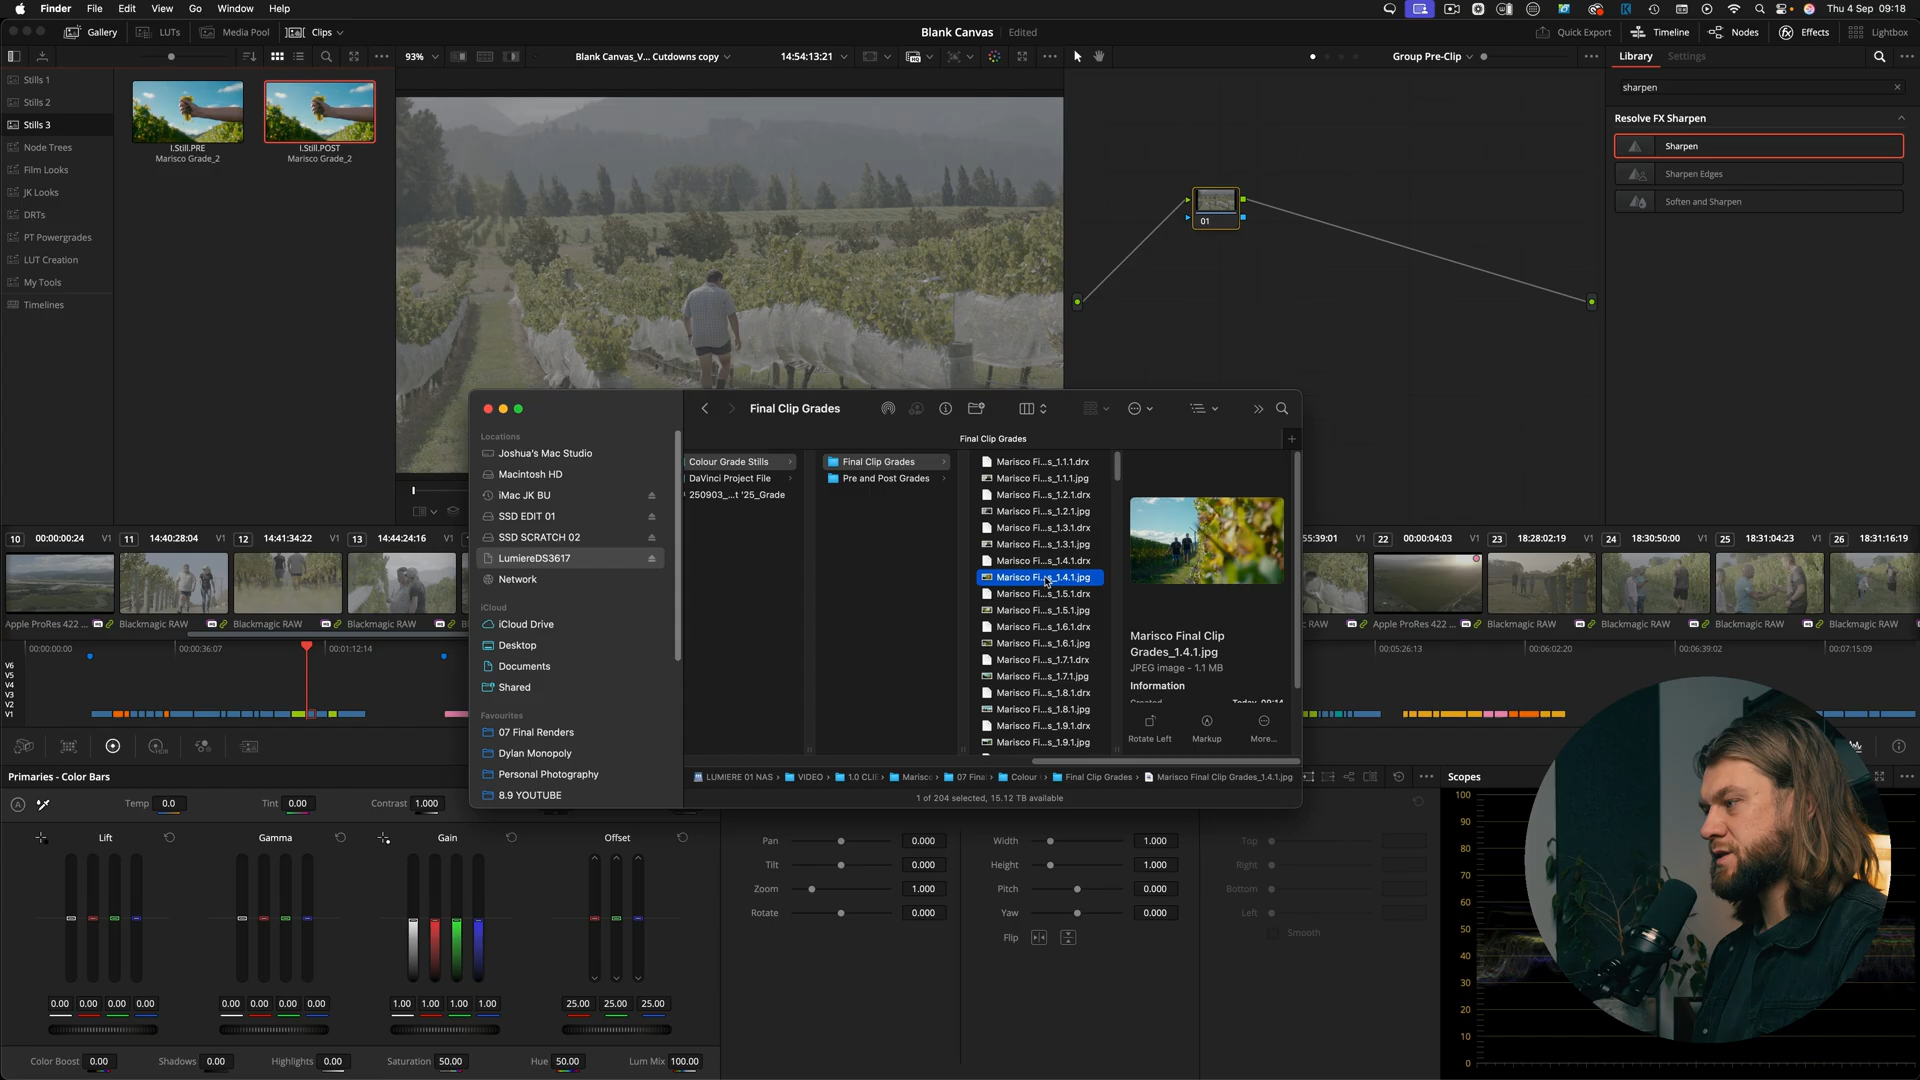 Finder File Edit View Go Window Help Thu 4 Sep 09:18
Gallery LUTs Media Pool Clips Blank Canvas Edited Quick Export Timeline Nodes Effects Lightbox
93% Blank Canvas_V... Cutdowns copy 14:54:13:21 Group Pre-Clip Library Settings
Stills 1
Stills 2
Stills 3
Node Trees
Film Looks
JK Looks
DRTs
PT Powergrades
LUT Creation
My Tools
Timelines
I.Still.PRE
Marisco Grade_2
I.Still.POST
Marisco Grade_2
01
sharpen
Resolve FX Sharpen
Sharpen
Sharpen Edges
Soften and Sharpen
Final Clip Grades
Final Clip Grades
Locations
Joshua's Mac Studio
Macintosh HD
iMac JK BU
SSD EDIT 01
SSD SCRATCH 02
LumiereDS3617
Network
iCloud
iCloud Drive
Desktop
Documents
Shared
Favourites
07 Final Renders
Dylan Monopoly
Personal Photography
8.9 YOUTUBE
Colour Grade Stills
DaVinci Project File
250903_...t '25_Grade
Final Clip Grades
Pre and Post Grades
Marisco Fi...s_1.1.1.drx
Marisco Fi...s_1.1.1.jpg
Marisco Fi...s_1.2.1.drx
Marisco Fi...s_1.2.1.jpg
Marisco Fi...s_1.3.1.drx
Marisco Fi...s_1.3.1.jpg
Marisco Fi...s_1.4.1.drx
Marisco Fi...s_1.4.1.jpg
Marisco Fi...s_1.5.1.drx
Marisco Fi...s_1.5.1.jpg
Marisco Fi...s_1.6.1.drx
Marisco Fi...s_1.6.1.jpg
Marisco Fi...s_1.7.1.drx
Marisco Fi...s_1.7.1.jpg
Marisco Fi...s_1.8.1.drx
Marisco Fi...s_1.8.1.jpg
Marisco Fi...s_1.9.1.drx
Marisco Fi...s_1.9.1.jpg
Marisco Final Clip
Grades_1.4.1.jpg
JPEG image - 1.1 MB
Information
Rotate Left Markup More...
LUMIERE 01 NAS VIDEO 1.0 CLIE Marisc 07 Fina Colour Final Clip Grades Marisco Final Clip Grades_1.4.1.jpg
1 of 204 selected, 15.12 TB available
10 00:00:00:24 V1 11 14:40:28:04 V1 12 14:41:34:22 V1 13 14:44:24:16 V1
55:39:01 V1 22 00:00:04:03 V1 23 18:28:02:19 V1 24 18:30:50:00 V1 25 18:31:04:23 V1 26 18:31:16:19
Apple ProRes 422 ... Blackmagic RAW Blackmagic RAW Blackmagic RAW
RAW Apple ProRes 422 ... Blackmagic RAW Blackmagic RAW Blackmagic RAW Blackmagic RAW
00:00:00:00 00:00:36:07 00:01:12:14 00:05:26:13 00:06:02:20 00:06:39:02 00:07:15:09
V6
V5
V4
V3
V2
V1
Primaries - Color Bars
Temp 0.0 Tint 0.00 Contrast 1.000
Lift Gamma Gain Offset
0.00 0.00 0.00 0.00 0.00 0.00 0.00 0.00 1.00 1.00 1.00 1.00 25.00 25.00 25.00
Color Boost 0.00 Shadows 0.00 Highlights 0.00 Saturation 50.00 Hue 50.00 Lum Mix 100.00
Pan 0.000 Width 1.000 Top
Tilt 0.000 Height 1.000 Right
Zoom 1.000 Pitch 0.000 Bottom
Rotate 0.000 Yaw 0.000 Left
Flip Smooth
Scopes
100
90
80
70
60
50
40
30
20
10
0